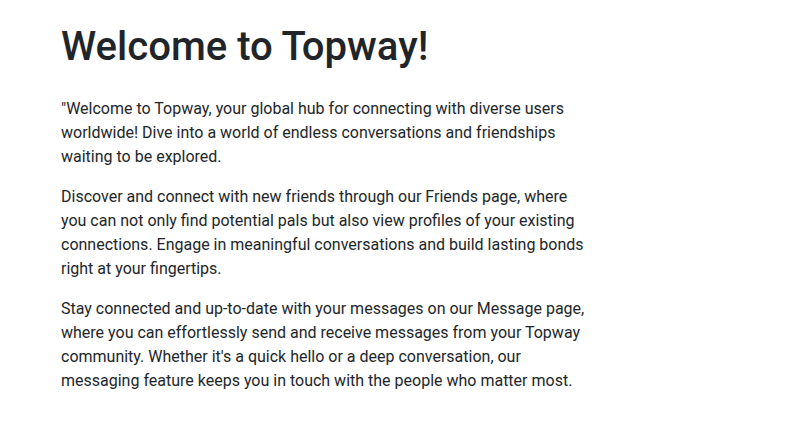 Welcome to Topway!
"Welcome to Topway, your global hub for connecting with diverse users
worldwide! Dive into a world of endless conversations and friendships
waiting to be explored.
Discover and connect with new friends through our Friends page, where
you can not only find potential pals but also view profiles of your existing
connections. Engage in meaningful conversations and build lasting bonds
right at your fingertips.
Stay connected and up-to-date with your messages on our Message page,
where you can effortlessly send and receive messages from your Topway
community. Whether it's a quick hello or a deep conversation, our
messaging feature keeps you in touch with the people who matter most.